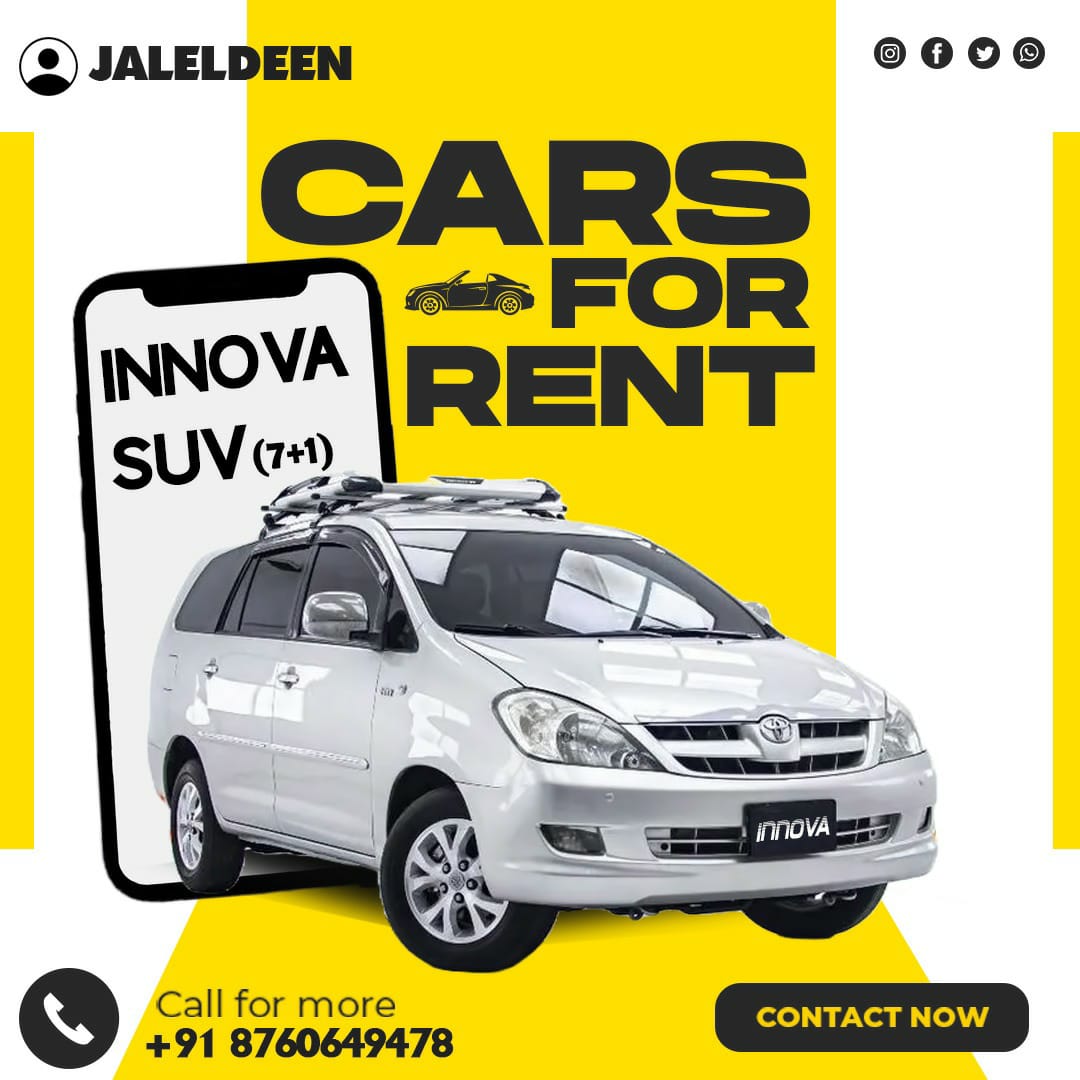 JALELDEEN
CARS
FOR
RENT
INNOVA
SUV (7+1)
INNOVA
Call for more
+91 8760649478
CONTACT NOW